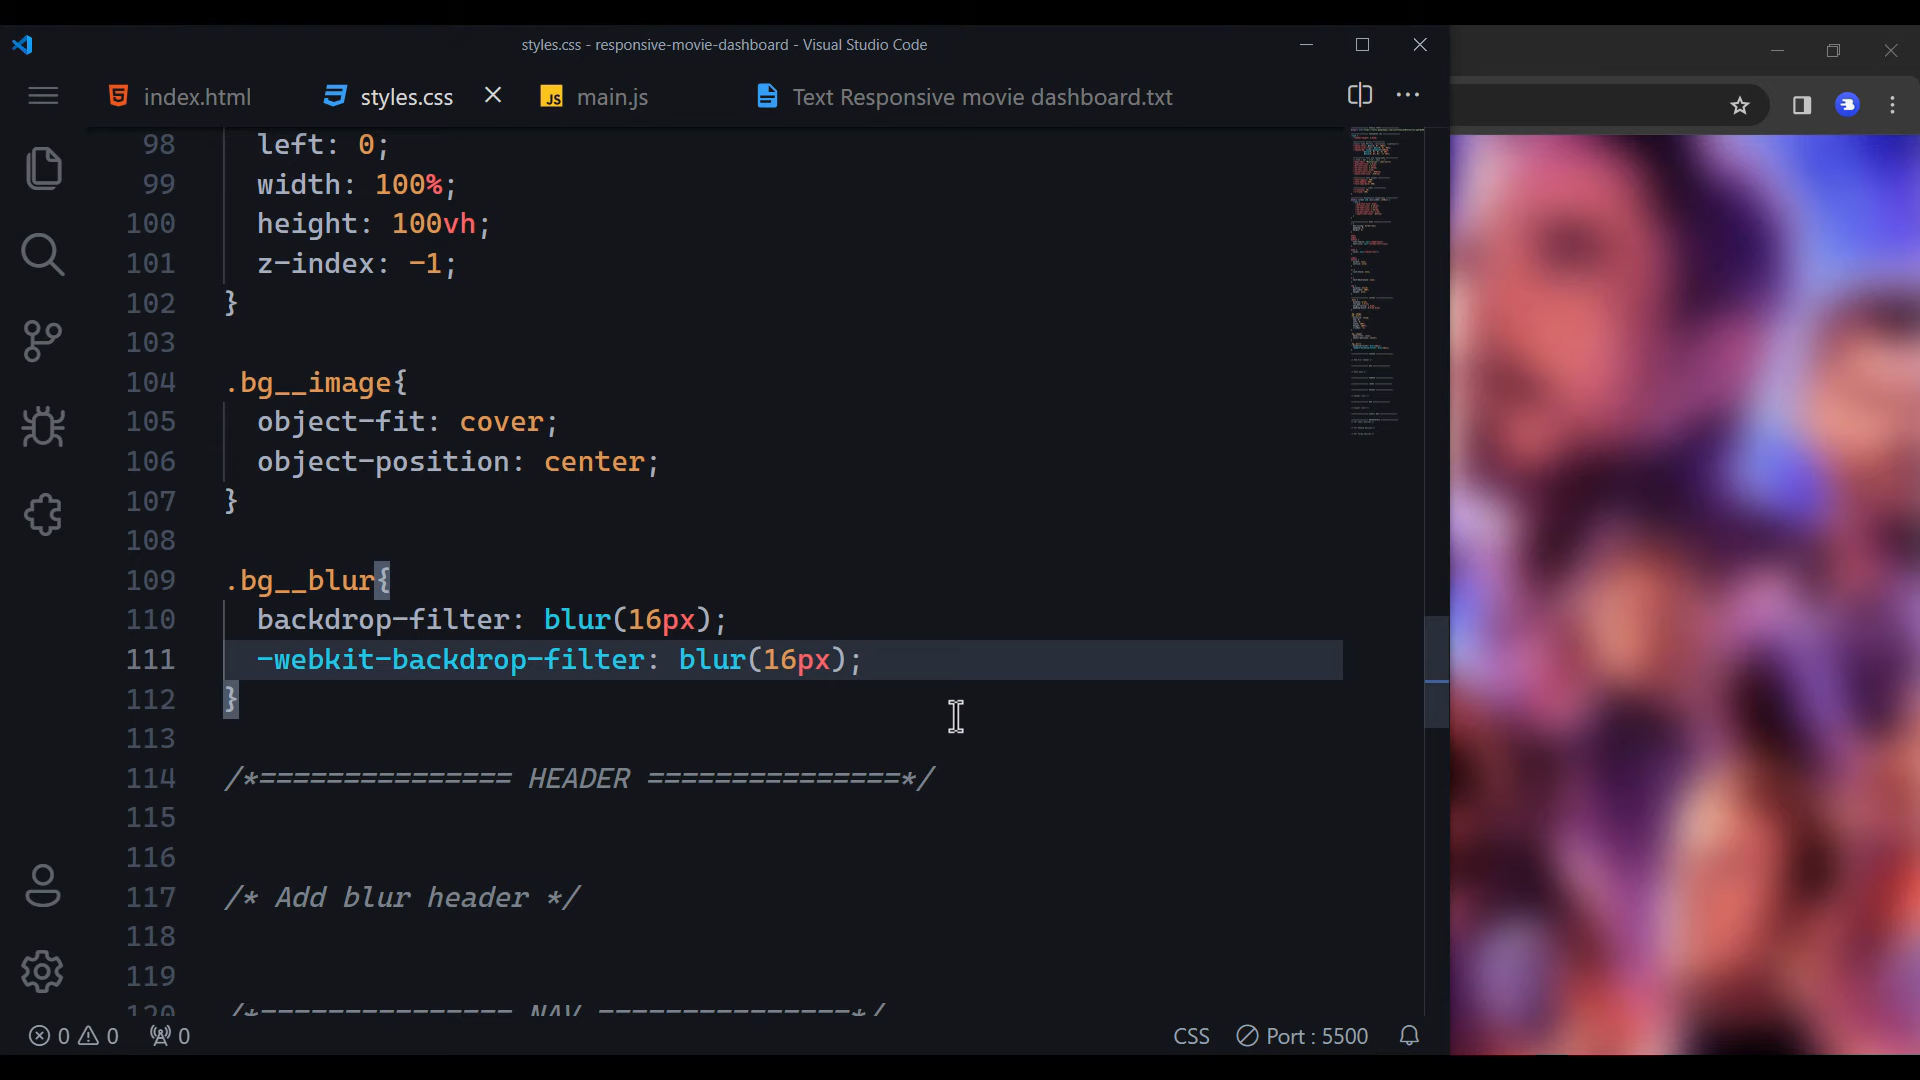 styles.css - responsive-movie-dashboard - Visual Studio Code
index.html
styles.css
JS main.js
Text Responsive movie dashboard.txt
98 left: 0;
99 width: 100%;
100 height: 100vh;
101 z-index: -1;
102 }
103
104 .bg__image{
105 object-fit: cover;
106 object-position: center;
107 }
108
109 .bg__blur{
110 backdrop-filter: blur(16px);
111 -webkit-backdrop-filter: blur(16px);
112 }
113
114 /*=============== HEADER ===============*/
115
116
117 /* Add blur header */
118
119
120 /*=============== NAV ===============*/
0 0 0
CSS
Port : 5500